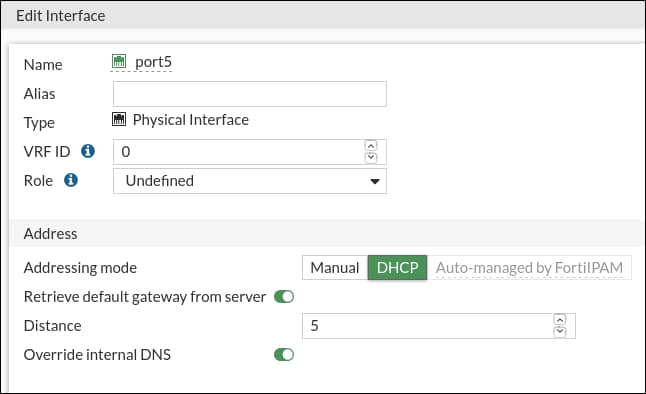 Edit Interface
Name port5
Alias
Type Physical Interface
VRF ID 0
Role Undefined
Address
Addressing mode Manual DHCP Auto-managed by FortiIPAM
Retrieve default gateway from server
Distance 5
Override internal DNS